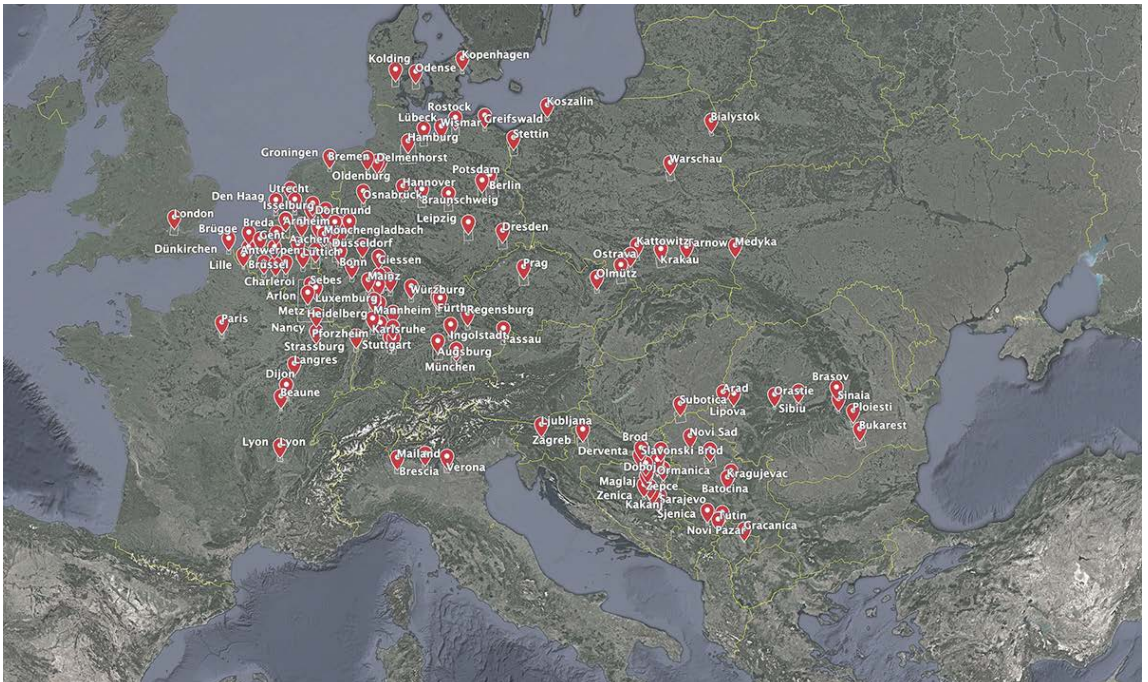 Kopenhagen
Kolding
Odense
Koszalin
Rostock
Lübeck
Wismar
Greifswald
Bialystok
Hamburg
Stettin
Groningen
Bremen
Delmenhorst
Warschau
Oldenburg
Potsdam
Hannover
Berlin
Utrecht
Osnabrück
Braunschweig
Den Haag
Isselburg
London
Dortmund
Leipzig
Breda
Arnheim
Dresden
Brügge
Mönchengladbach
Gent
Aachen
Düsseldorf
Kattowitz
Tarnow
Medyka
Dünkirchen
Antwerpen
Lüttich
Ostrava
Krakau
Lille
Brüssel
Bonn
Giessen
Prag
Olmütz
Charleroi
Sebes
Mainz
Arlon
Luxemburg
Würzburg
Metz
Heidelberg
Mannheim
Fürth
Regensburg
Paris
Nancy
Pforzheim
Karlsruhe
Ingolstadt
Passau
Strassburg
Stuttgart
Augsburg
Langres
München
Dijon
Beaune
Brasov
Arad
Orastie
Sinaia
Subotica
Lipova
Sibiu
Ploiesti
Ljubljana
Bukarest
Zagreb
Brod
Novi Sad
Lyon
Lyon
Derventa
Slavonski Brod
Mailand
Brescia
Verona
Doboj
Ormanica
Kragujevac
Maglaj
Zepce
Batocina
Zenica
Sarajevo
Kakanj
Sjenica
Tutin
Novi Pazar
Gracanica